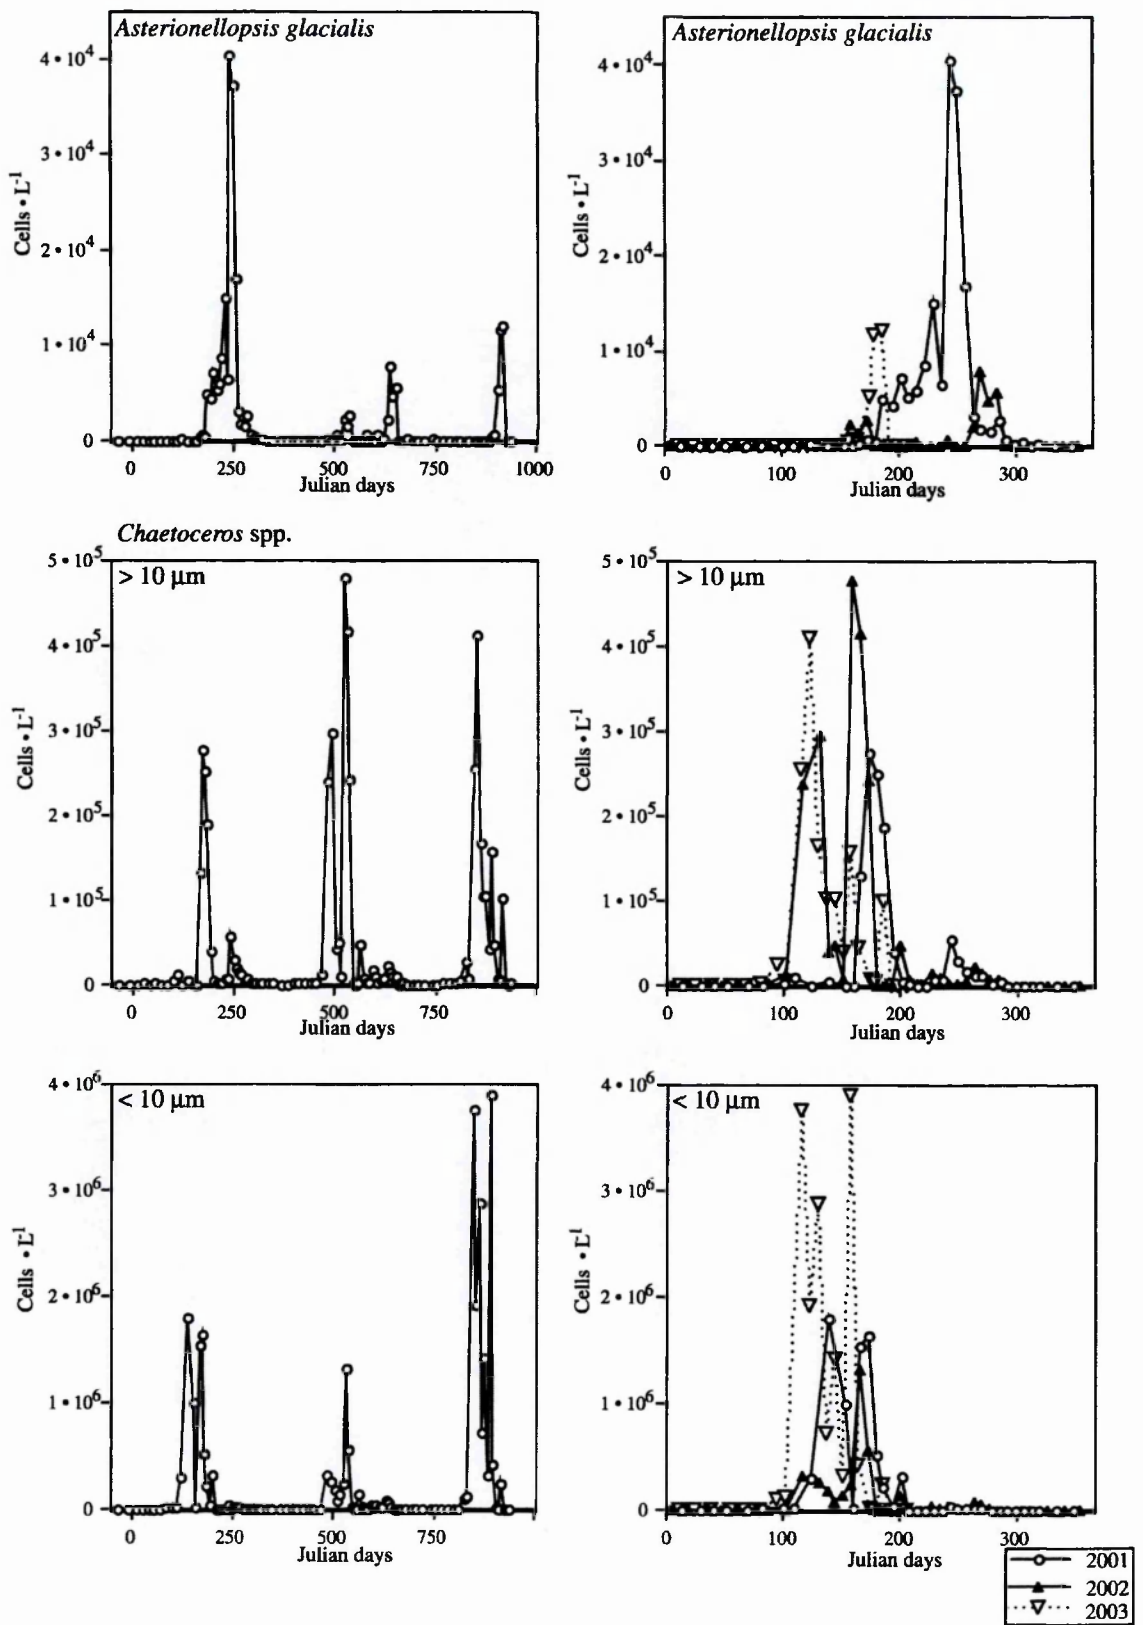 Asterionellopsis glacialis
4 • 10^4
3 • 10^4
2 • 10^4
1 • 10^4
0
Cells • L^-1
0 250 500 750 1000
Julian days
Asterionellopsis glacialis
4 • 10^4
3 • 10^4
2 • 10^4
1 • 10^4
0
Cells • L^-1
0 200 300
Julian days
Chaetoceros spp.
> 10 µm
5 • 10^5
4 • 10^5
3 • 10^5
2 • 10^5
1 • 10^5
0
Cells • L^-1
0 250 500 750
Julian days
> 10 µm
5 • 10^5
4 • 10^5
3 • 10^5
2 • 10^5
1 • 10^5
0
Cells • L^-1
0 100 200 300
Julian days
< 10 µm
4 • 10^6
3 • 10^6
2 • 10^6
1 • 10^6
0
Cells • L^-1
0 250 500 750
Julian days
< 10 µm
4 • 10^6
3 • 10^6
2 • 10^6
1 • 10^6
0
Cells • L^-1
0 100 200 300
Julian days
2001
2002
2003